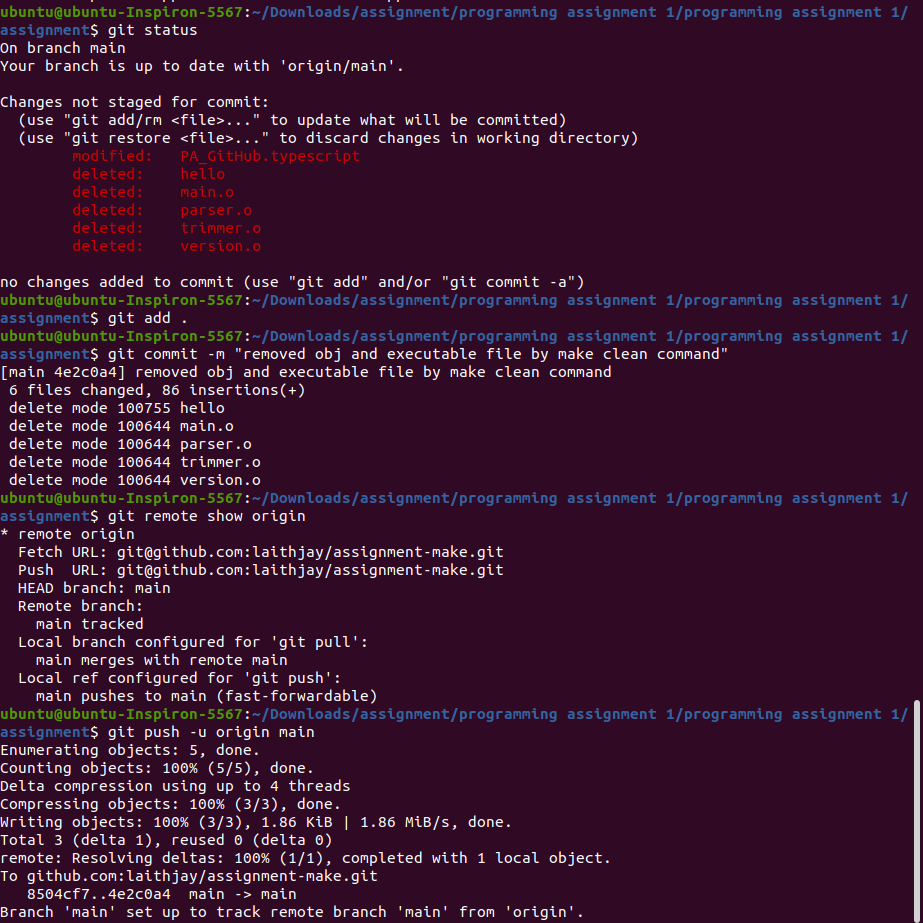 ubuntu@ubuntu-Inspiron-5567:~/Downloads/assignment/programming assignment 1/programming assignment 1/
assignment$ git status
On branch main
Your branch is up to date with 'origin/main'.
Changes not staged for commit:
  (use "git add/rm <file>..." to update what will be committed)
  (use "git restore <file>..." to discard changes in working directory)
        modified:   PA_GitHub.typescript
        deleted:    hello
        deleted:    main.o
        deleted:    parser.o
        deleted:    trimmer.o
        deleted:    version.o
no changes added to commit (use "git add" and/or "git commit -a")
ubuntu@ubuntu-Inspiron-5567:~/Downloads/assignment/programming assignment 1/programming assignment 1/
assignment$ git add .
ubuntu@ubuntu-Inspiron-5567:~/Downloads/assignment/programming assignment 1/programming assignment 1/
assignment$ git commit -m "removed obj and executable file by make clean command"
[main 4e2c0a4] removed obj and executable file by make clean command
 6 files changed, 86 insertions(+)
 delete mode 100755 hello
 delete mode 100644 main.o
 delete mode 100644 parser.o
 delete mode 100644 trimmer.o
 delete mode 100644 version.o
ubuntu@ubuntu-Inspiron-5567:~/Downloads/assignment/programming assignment 1/programming assignment 1/
assignment$ git remote show origin
* remote origin
  Fetch URL: git@github.com:laithjay/assignment-make.git
  Push  URL: git@github.com:laithjay/assignment-make.git
  HEAD branch: main
  Remote branch:
    main tracked
  Local branch configured for 'git pull':
    main merges with remote main
  Local ref configured for 'git push':
    main pushes to main (fast-forwardable)
ubuntu@ubuntu-Inspiron-5567:~/Downloads/assignment/programming assignment 1/programming assignment 1/
assignment$ git push -u origin main
Enumerating objects: 5, done.
Counting objects: 100% (5/5), done.
Delta compression using up to 4 threads
Compressing objects: 100% (3/3), done.
Writing objects: 100% (3/3), 1.86 KiB | 1.86 MiB/s, done.
Total 3 (delta 1), reused 0 (delta 0)
remote: Resolving deltas: 100% (1/1), completed with 1 local object.
To github.com:laithjay/assignment-make.git
   8504cf7..4e2c0a4  main -> main
Branch 'main' set up to track remote branch 'main' from 'origin'.